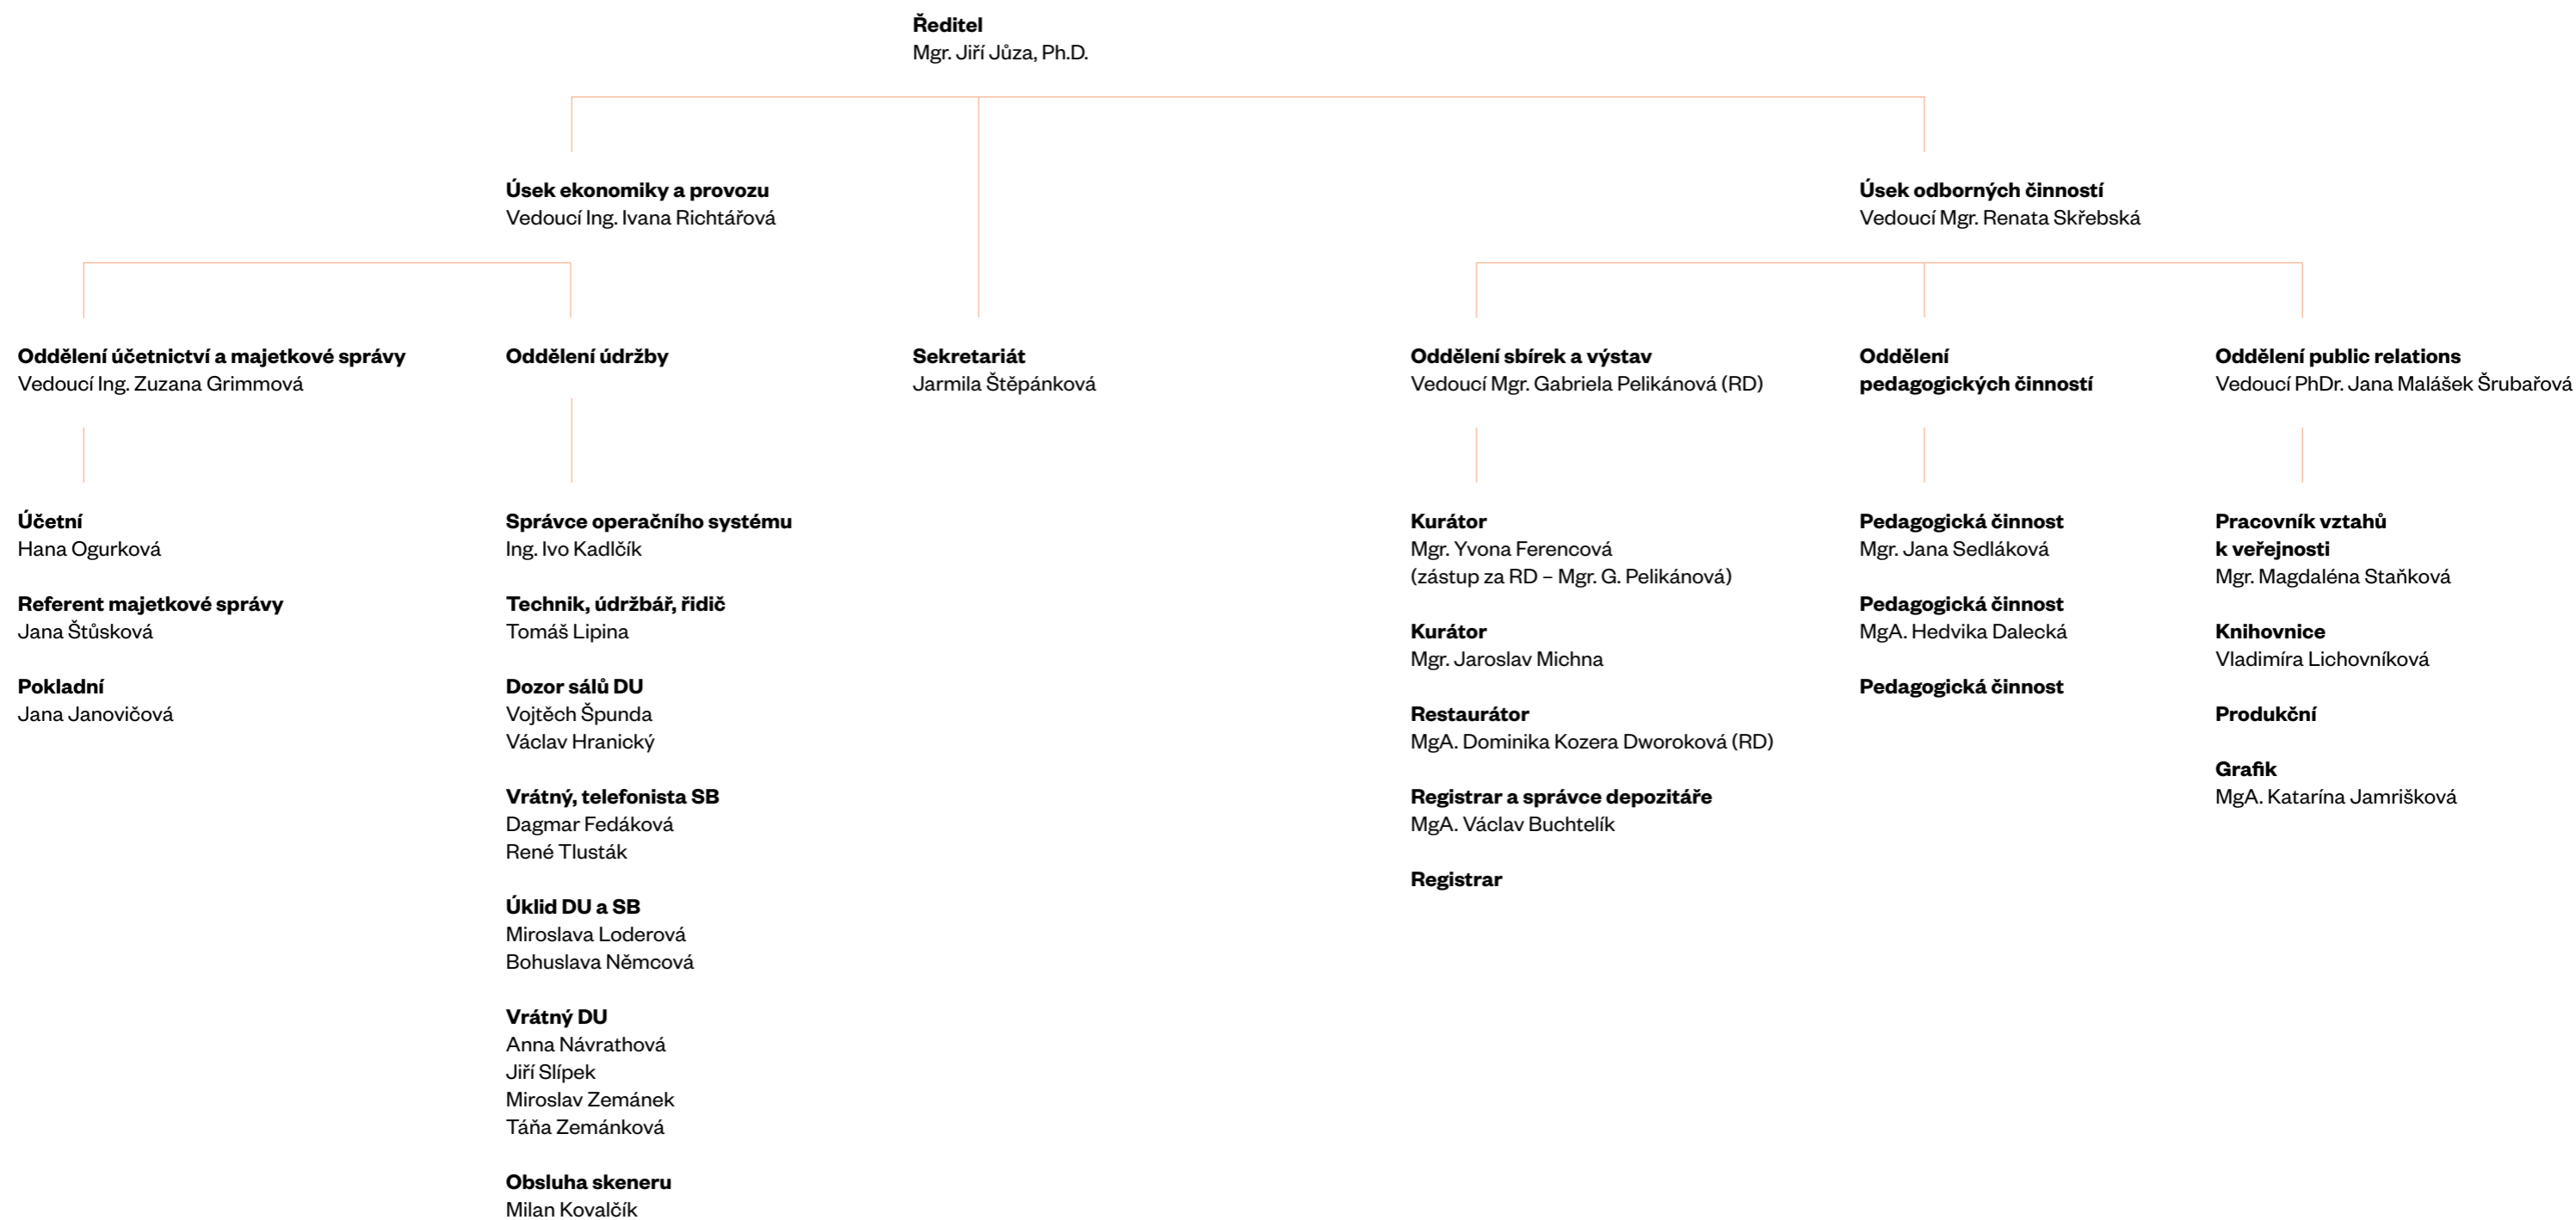 Ředitel
Mgr. Jiří Jůza, Ph.D.
Úsek ekonomiky a provozu
Vedoucí Ing. Ivana Richtářová
Úsek odborných činností
Vedoucí Mgr. Renata Skřebská
Oddělení účetnictví a majetkové správy
Vedoucí Ing. Zuzana Grimmová
Oddělení údržby
Sekretariát
Jarmila Štěpánková
Oddělení sbírek a výstav
Vedoucí Mgr. Gabriela Pelikánová (RD)
Oddělení
pedagogických činností
Oddělení public relations
Vedoucí PhDr. Jana Malášek Šrubařová
Účetní
Hana Ogurková
Referent majetkové správy
Jana Štůsková
Pokladní
Jana Janovičová
Správce operačního systému
Ing. Ivo Kadlčík
Technik, údržbář, řidič
Tomáš Lipina
Dozor sálů DU
Vojtěch Špunda
Václav Hranický
Vrátný, telefonista SB
Dagmar Fedáková
René Tlusták
Úklid DU a SB
Miroslava Loderová
Bohuslava Němcová
Vrátný DU
Anna Návrathová
Jiří Slípek
Miroslav Zemánek
Táňa Zemánková
Obsluha skeneru
Milan Kovalčík
Kurátor
Mgr. Yvona Ferencová
(zástup za RD – Mgr. G. Pelikánová)
Kurátor
Mgr. Jaroslav Michna
Restaurátor
MgA. Dominika Kozera Dworoková (RD)
Registrar a správce depozitáře
MgA. Václav Buchtelík
Registrar
Pedagogická činnost
Mgr. Jana Sedláková
Pedagogická činnost
MgA. Hedvika Dalecká
Pedagogická činnost
Pracovník vztahů
k veřejnosti
Mgr. Magdaléna Staňková
Knihovnice
Vladimíra Lichovníková
Produkční
Grafik
MgA. Katarína Jamrišková